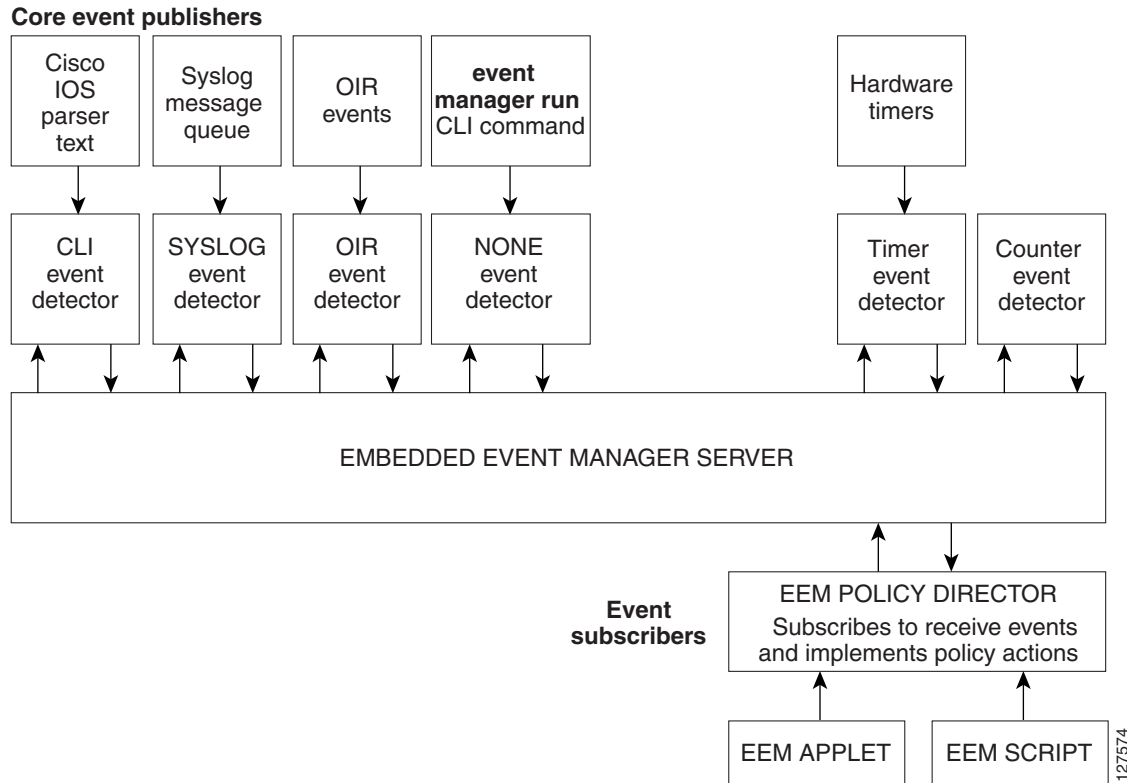 Core event publishers
Cisco
IOS
parser
text
Syslog
message
queue
OIR
events
event
manager run
CLI command
Hardware
timers
CLI
event
detector
SYSLOG
event
detector
OIR
event
detector
NONE
event
detector
Timer
event
detector
Counter
event
detector
EMBEDDED EVENT MANAGER SERVER
Event
subscribers
EEM POLICY DIRECTOR
Subscribes to receive events
and implements policy actions
EEM APPLET
EEM SCRIPT
127574